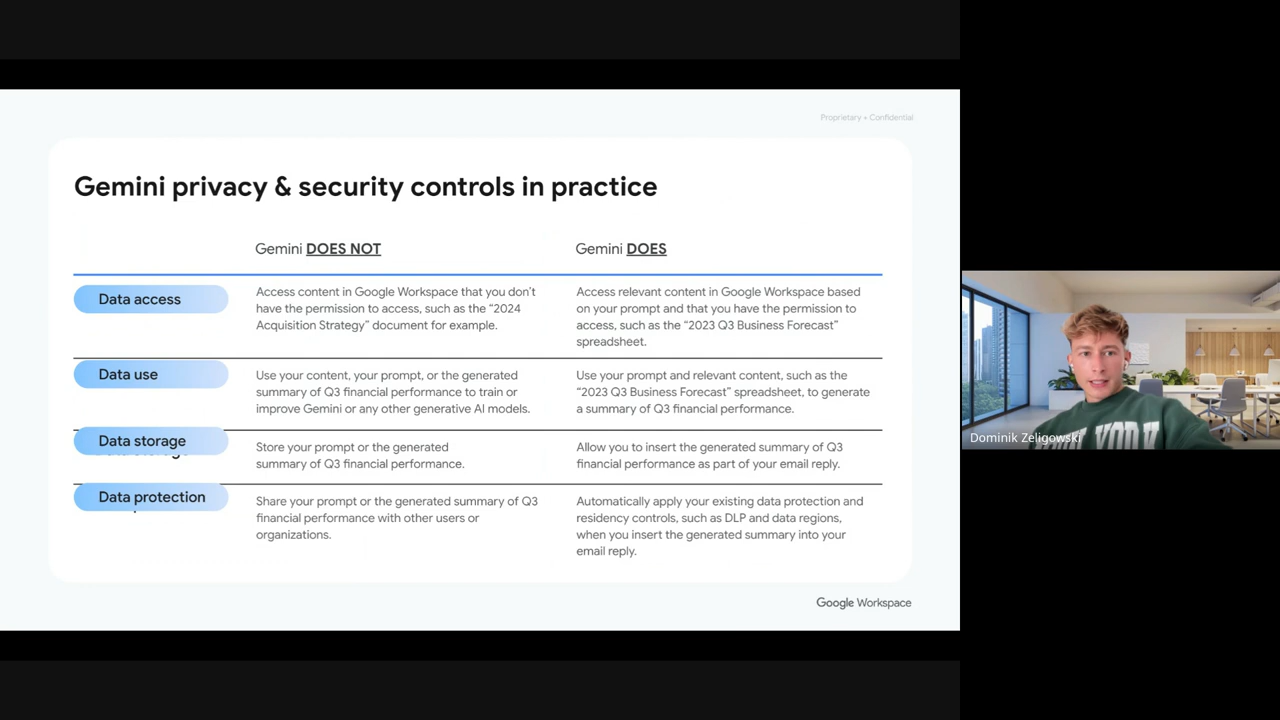 Proprietary + Confidential
Gemini privacy & security controls in practice
Gemini DOES NOT
Gemini DOES
Data access
Access content in Google Workspace that you don't
have the permission to access, such as the “2024
Acquisition Strategy” document for example.
Access relevant content in Google Workspace based
on your prompt and that you have the permission to
access, such as the “2023 Q3 Business Forecast”
spreadsheet.
Data use
Use your content, your prompt, or the generated
summary of Q3 financial performance to train or
improve Gemini or any other generative AI models.
Use your prompt and relevant content, such as the
“2023 Q3 Business Forecast” spreadsheet, to generate
a summary of Q3 financial performance.
Data storage
Store your prompt or the generated
summary of Q3 financial performance.
Allow you to insert the generated summary of Q3
financial performance as part of your email reply.
Data protection
Share your prompt or the generated summary of Q3
financial performance with other users or
organizations.
Automatically apply your existing data protection and
residency controls, such as DLP and data regions,
when you insert the generated summary into your
email reply.
Google Workspace
Dominik Zeligowski